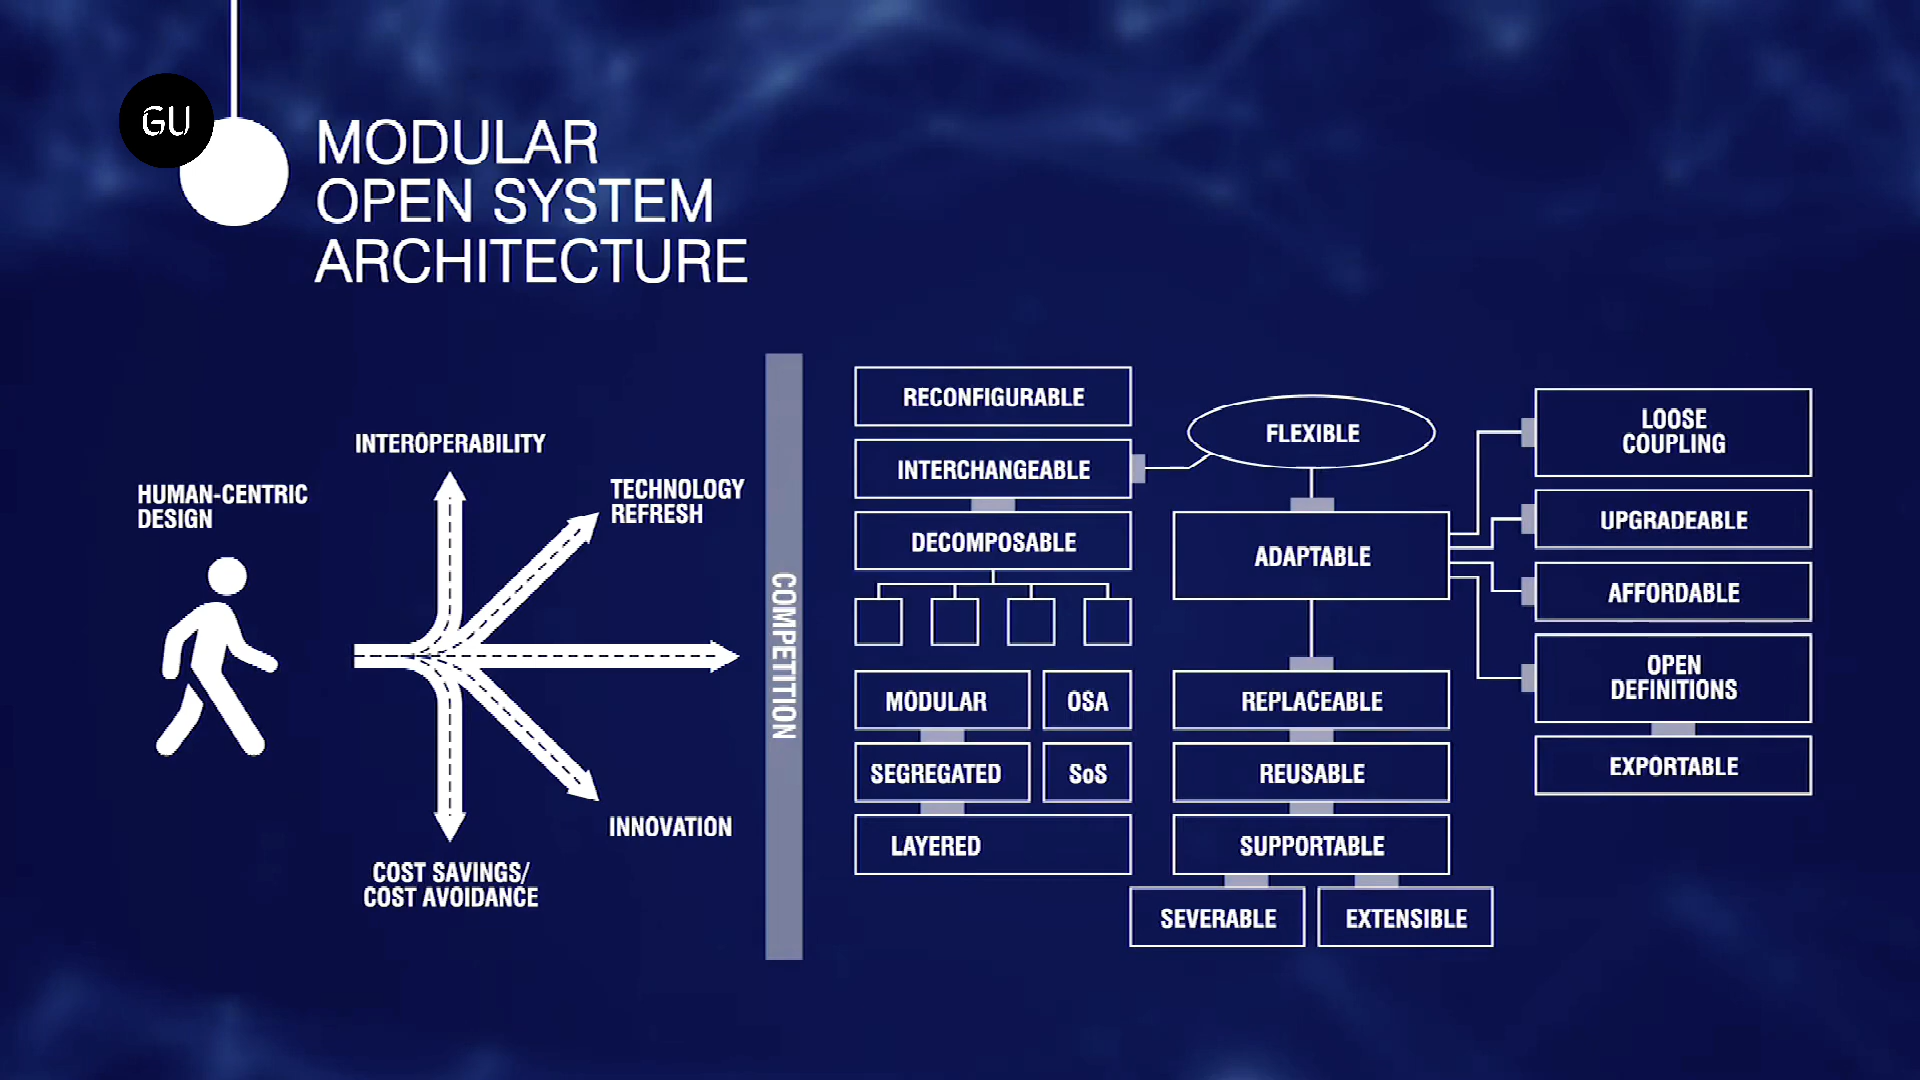 GU
MODULAR
OPEN SYSTEM
ARCHITECTURE
HUMAN-CENTRIC
DESIGN
INTEROPERABILITY
TECHNOLOGY
REFRESH
INNOVATION
COST SAVINGS/
COST AVOIDANCE
COMPETITION
RECONFIGURABLE
INTERCHANGEABLE
DECOMPOSABLE
MODULAR
OSA
SEGREGATED
SoS
LAYERED
FLEXIBLE
ADAPTABLE
REPLACEABLE
REUSABLE
SUPPORTABLE
SEVERABLE
EXTENSIBLE
LOOSE
COUPLING
UPGRADEABLE
AFFORDABLE
OPEN
DEFINITIONS
EXPORTABLE